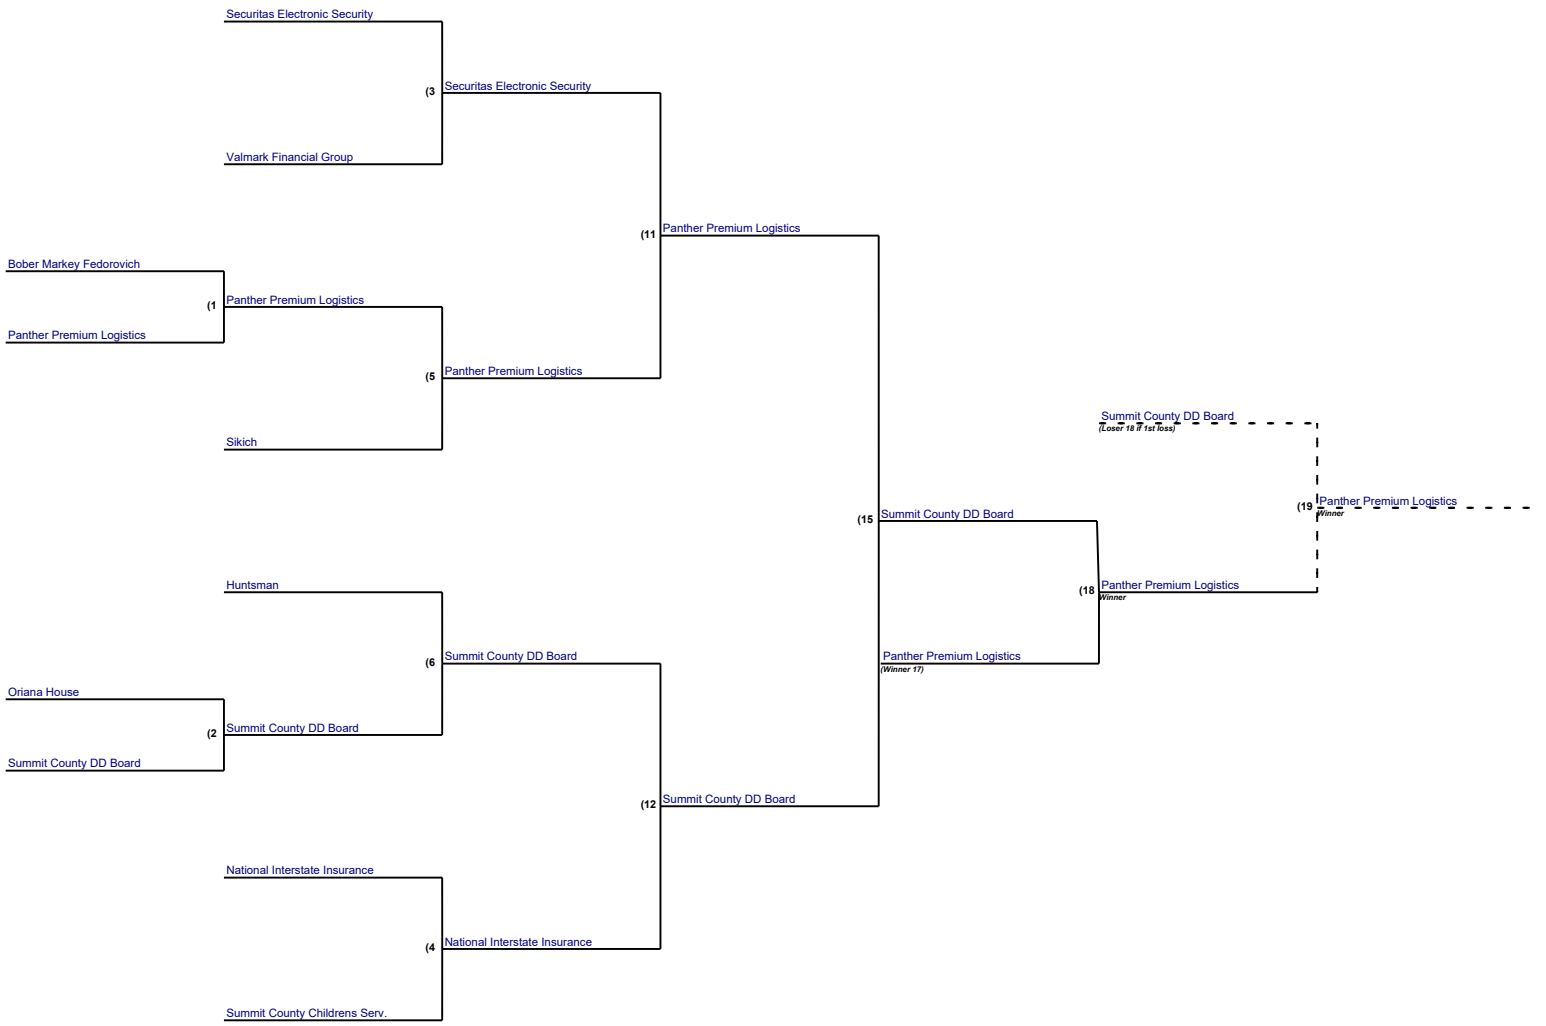 Securitas Electronic Security
(3
Securitas Electronic Security
Valmark Financial Group
(11
Panther Premium Logistics
Bober Markey Fedorovich
(1
Panther Premium Logistics
Panther Premium Logistics
(5
Panther Premium Logistics
Sikich
Summit County DD Board
(Loser 18 if 1st loss)
(19
Panther Premium Logistics
Winner
(15
Summit County DD Board
Huntsman
(18
Panther Premium Logistics
Winner
(6
Summit County DD Board
Panther Premium Logistics
(Winner 17)
Oriana House
(2
Summit County DD Board
Summit County DD Board
(12
Summit County DD Board
National Interstate Insurance
(4
National Interstate Insurance
Summit County Childrens Serv.